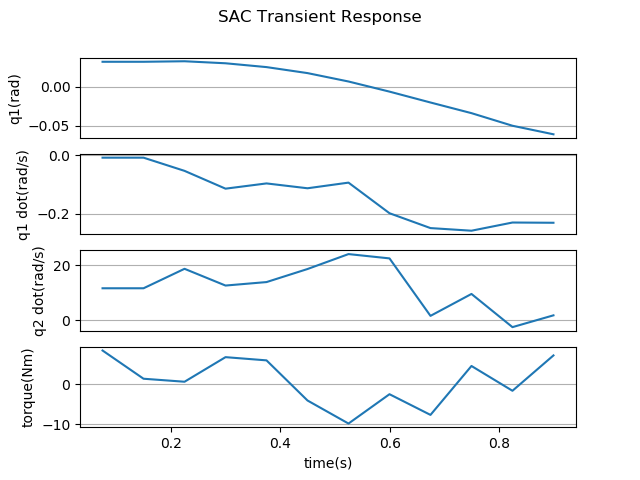 SAC Transient Response
q1(rad)
0.00
−0.05
q1 dot(rad/s)
0.0
−0.2
q2 dot(rad/s)
20
0
torque(Nm)
0
−10
0.2 0.4 0.6 0.8
time(s)